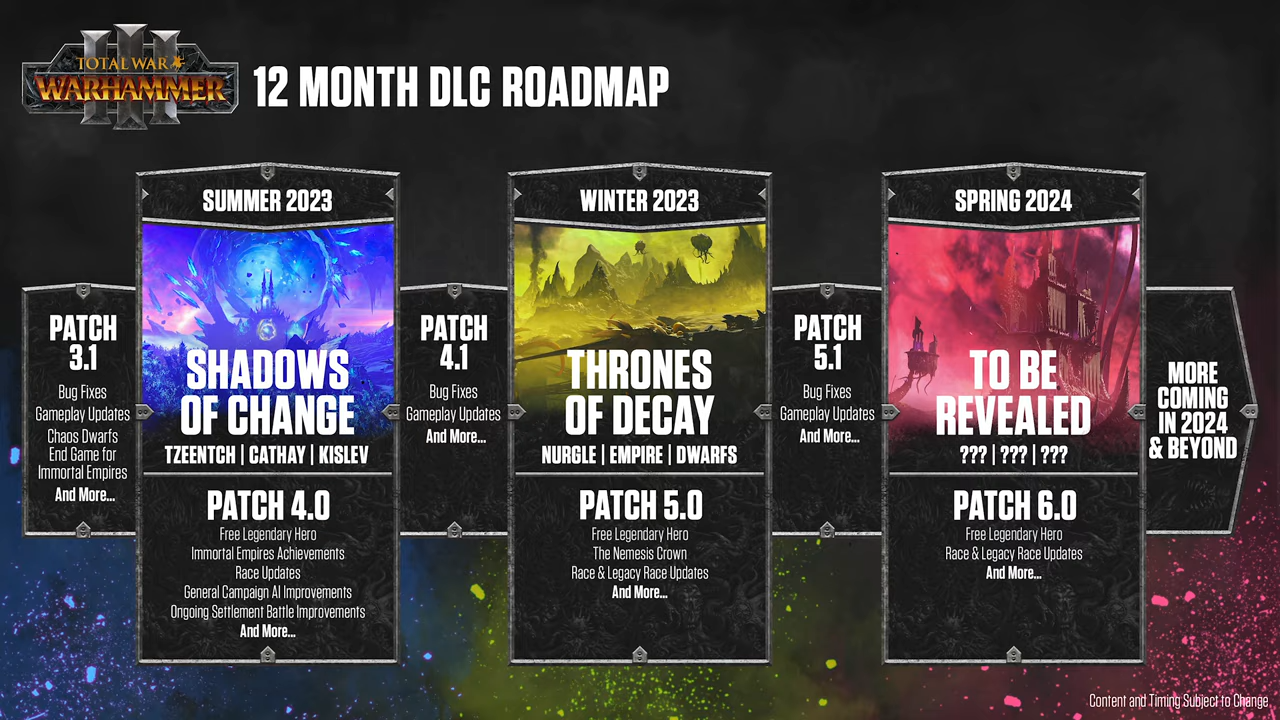 TOTAL WAR
WARHAMMER
III
12 MONTH DLC ROADMAP
PATCH
3.1
Bug Fixes
Gameplay Updates
Chaos Dwarfs
End Game for
Immortal Empires
And More...
SUMMER 2023
SHADOWS
OF CHANGE
TZEENTCH | CATHAY | KISLEV
PATCH 4.0
Free Legendary Hero
Immortal Empires Achievements
Race Updates
General Campaign AI Improvements
Ongoing Settlement Battle Improvements
And More...
PATCH
4.1
Bug Fixes
Gameplay Updates
And More...
WINTER 2023
THRONES
OF DECAY
NURGLE | EMPIRE | DWARFS
PATCH 5.0
Free Legendary Hero
The Nemesis Crown
Race & Legacy Race Updates
And More...
PATCH
5.1
Bug Fixes
Gameplay Updates
And More...
SPRING 2024
TO BE
REVEALED
??? | ??? | ???
PATCH 6.0
Free Legendary Hero
Race & Legacy Race Updates
And More...
MORE
COMING
IN 2024
& BEYOND
Content and Timing Subject to Change